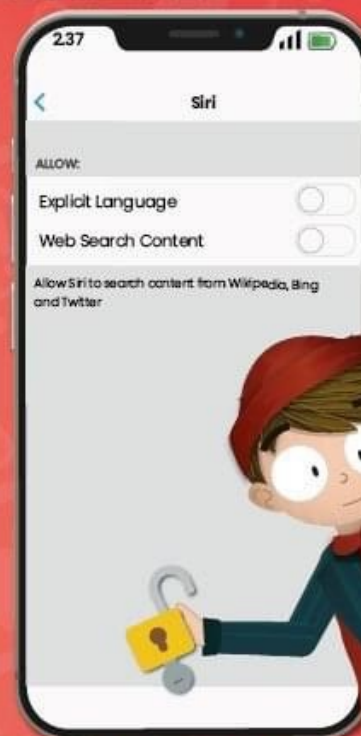 2.37
Siri
ALLOW:
Explicit Language
Web Search Content
Allow Siri to search content from Wikipedia, Bing
and Twitter